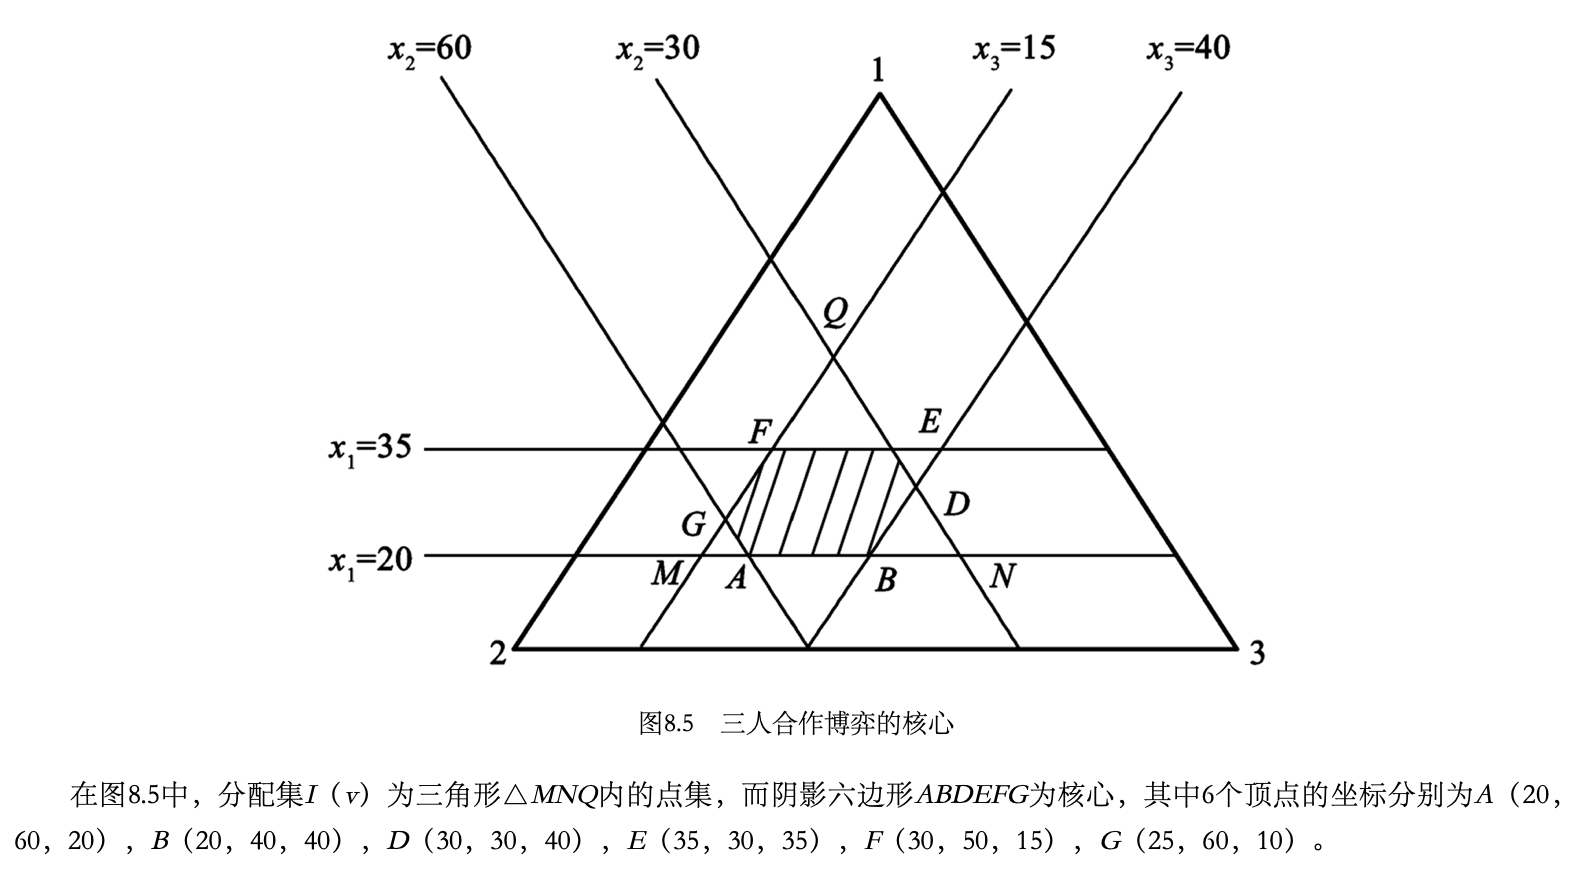 x₂=60 x₂=30 x₃=15 x₃=40
1
Q
F E
x₁=35
G D
x₁=20
M A B N
2 3
图8.5 三人合作博弈的核心
在图8.5中，分配集I（v）为三角形△MNQ内的点集，而阴影六边形ABDEFG为核心，其中6个顶点的坐标分别为A（20，
60，20），B（20，40，40），D（30，30，40），E（35，30，35），F（30，50，15），G（25，60，10）。